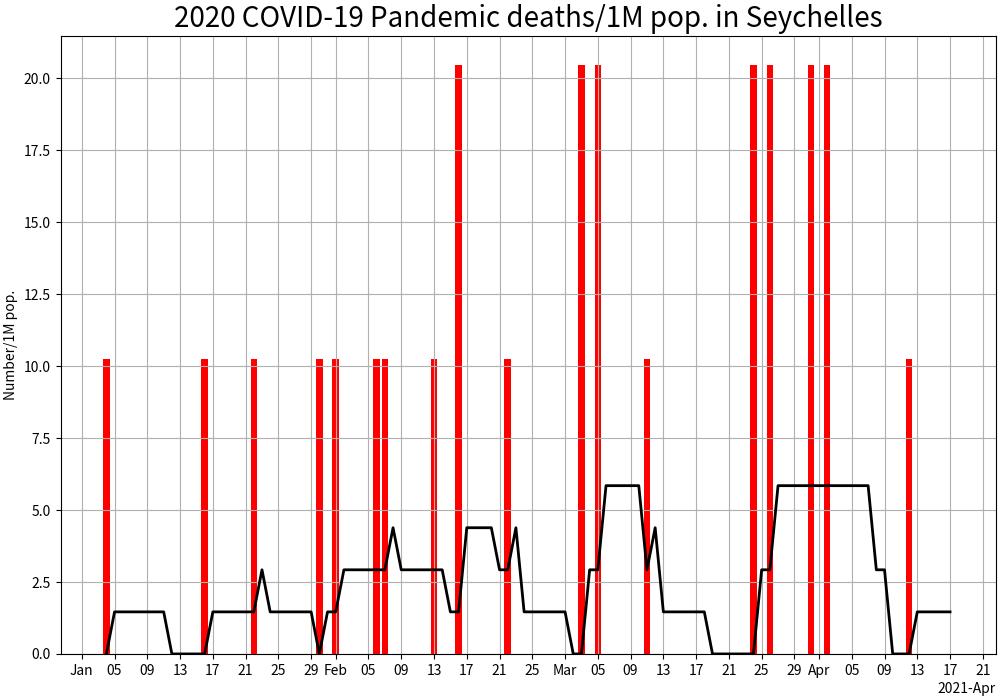 2020 COVID-19 Pandemic deaths/1M pop. in Seychelles
Number/1M pop.
20.0
17.5
15.0
12.5
10.0
7.5
5.0
2.5
0.0
Jan 05 09 13 17 21 25 29 Feb 05 09 13 17 21 25 Mar 05 09 13 17 21 25 29 Apr 05 09 13 17 21
2021-Apr